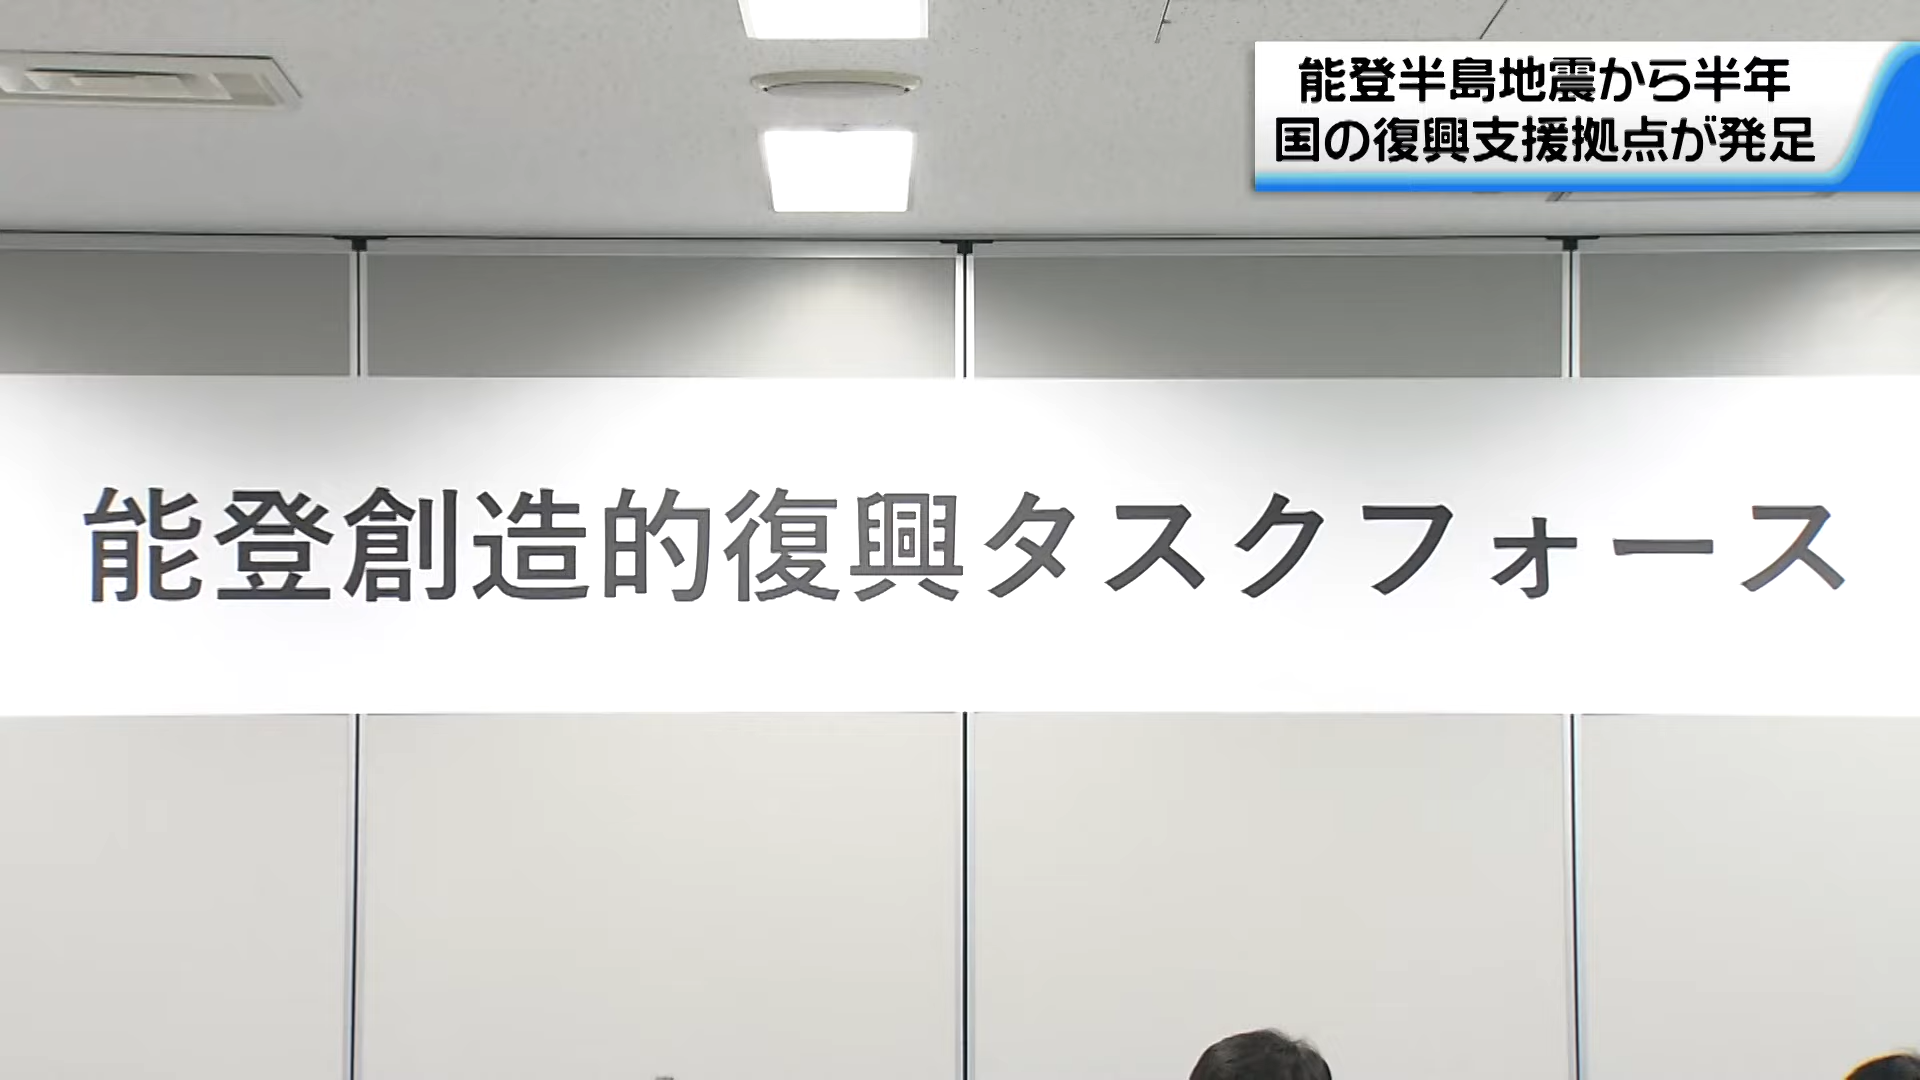 能登半島地震から半年
国の復興支援拠点が発足
能登創造的復興タスクフォース